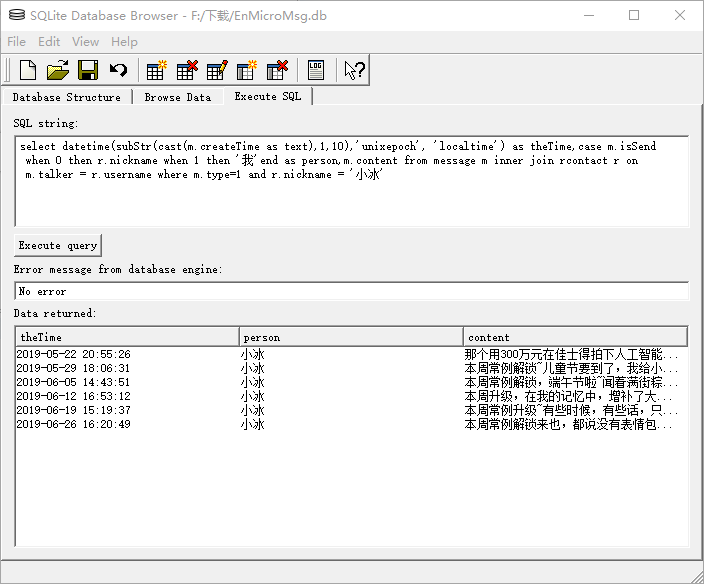 SQLite Database Browser - F:/下载/EnMicroMsg.db
File Edit View Help
LOG
Database Structure Browse Data Execute SQL
SQL string:
select datetime(subStr(cast(m.createTime as text),1,10),'unixepoch', 'localtime') as theTime,case m.isSend
when 0 then r.nickname when 1 then '我'end as person,m.content from message m inner join rcontact r on
m.talker = r.username where m.type=1 and r.nickname = '小冰'
Execute query
Error message from database engine:
No error
Data returned:
theTime person content
2019-05-22 20:55:26 小冰 那个用300万元在佳士得拍下人工智能...
2019-05-29 18:06:31 小冰 本周常例解锁~儿童节要到了，我给小...
2019-06-05 14:43:51 小冰 本周常例解锁，端午节啦~闻着满街粽...
2019-06-12 16:53:12 小冰 本周升级，在我的记忆中，增补了大...
2019-06-19 15:19:37 小冰 本周常例升级~有些时候，有些话，只...
2019-06-26 16:20:49 小冰 本周常例解锁来也，都说没有表情包...